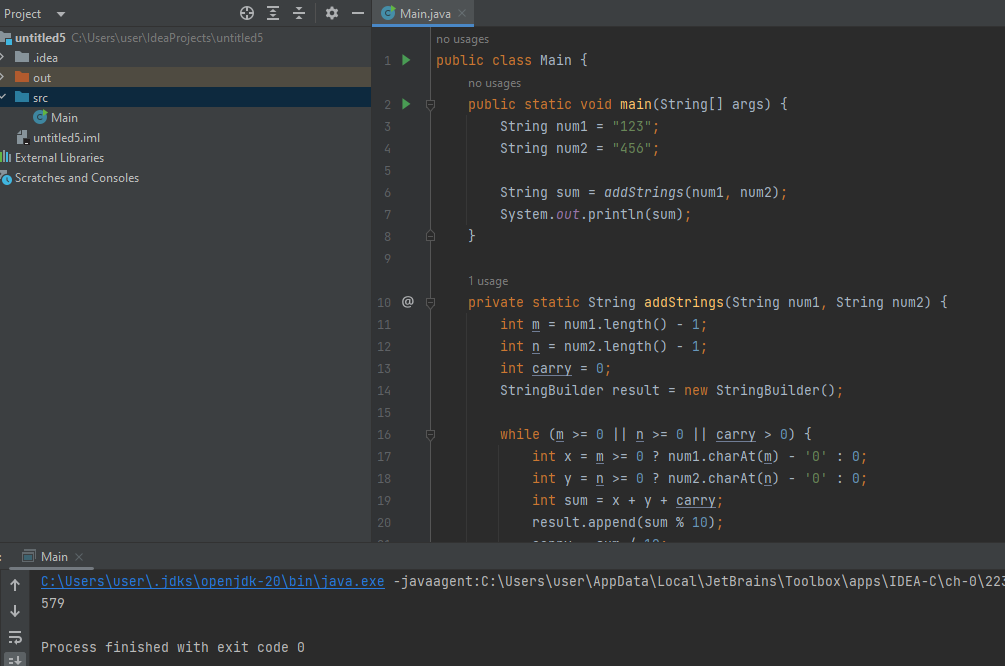 Project
Main.java
untitled5 C:\Users\user\IdeaProjects\untitled5
.idea
out
src
Main
untitled5.iml
External Libraries
Scratches and Consoles
no usages
1 public class Main {
no usages
2 public static void main(String[] args) {
3 String num1 = "123";
4 String num2 = "456";
5
6 String sum = addStrings(num1, num2);
7 System.out.println(sum);
8 }
9
1 usage
10 @ private static String addStrings(String num1, String num2) {
11 int m = num1.length() - 1;
12 int n = num2.length() - 1;
13 int carry = 0;
14 StringBuilder result = new StringBuilder();
15
16 while (m >= 0 || n >= 0 || carry > 0) {
17 int x = m >= 0 ? num1.charAt(m) - '0' : 0;
18 int y = n >= 0 ? num2.charAt(n) - '0' : 0;
19 int sum = x + y + carry;
20 result.append(sum % 10);
Main
C:\Users\user\.jdks\openjdk-20\bin\java.exe -javaagent:C:\Users\user\AppData\Local\JetBrains\Toolbox\apps\IDEA-C\ch-0\223
579
Process finished with exit code 0